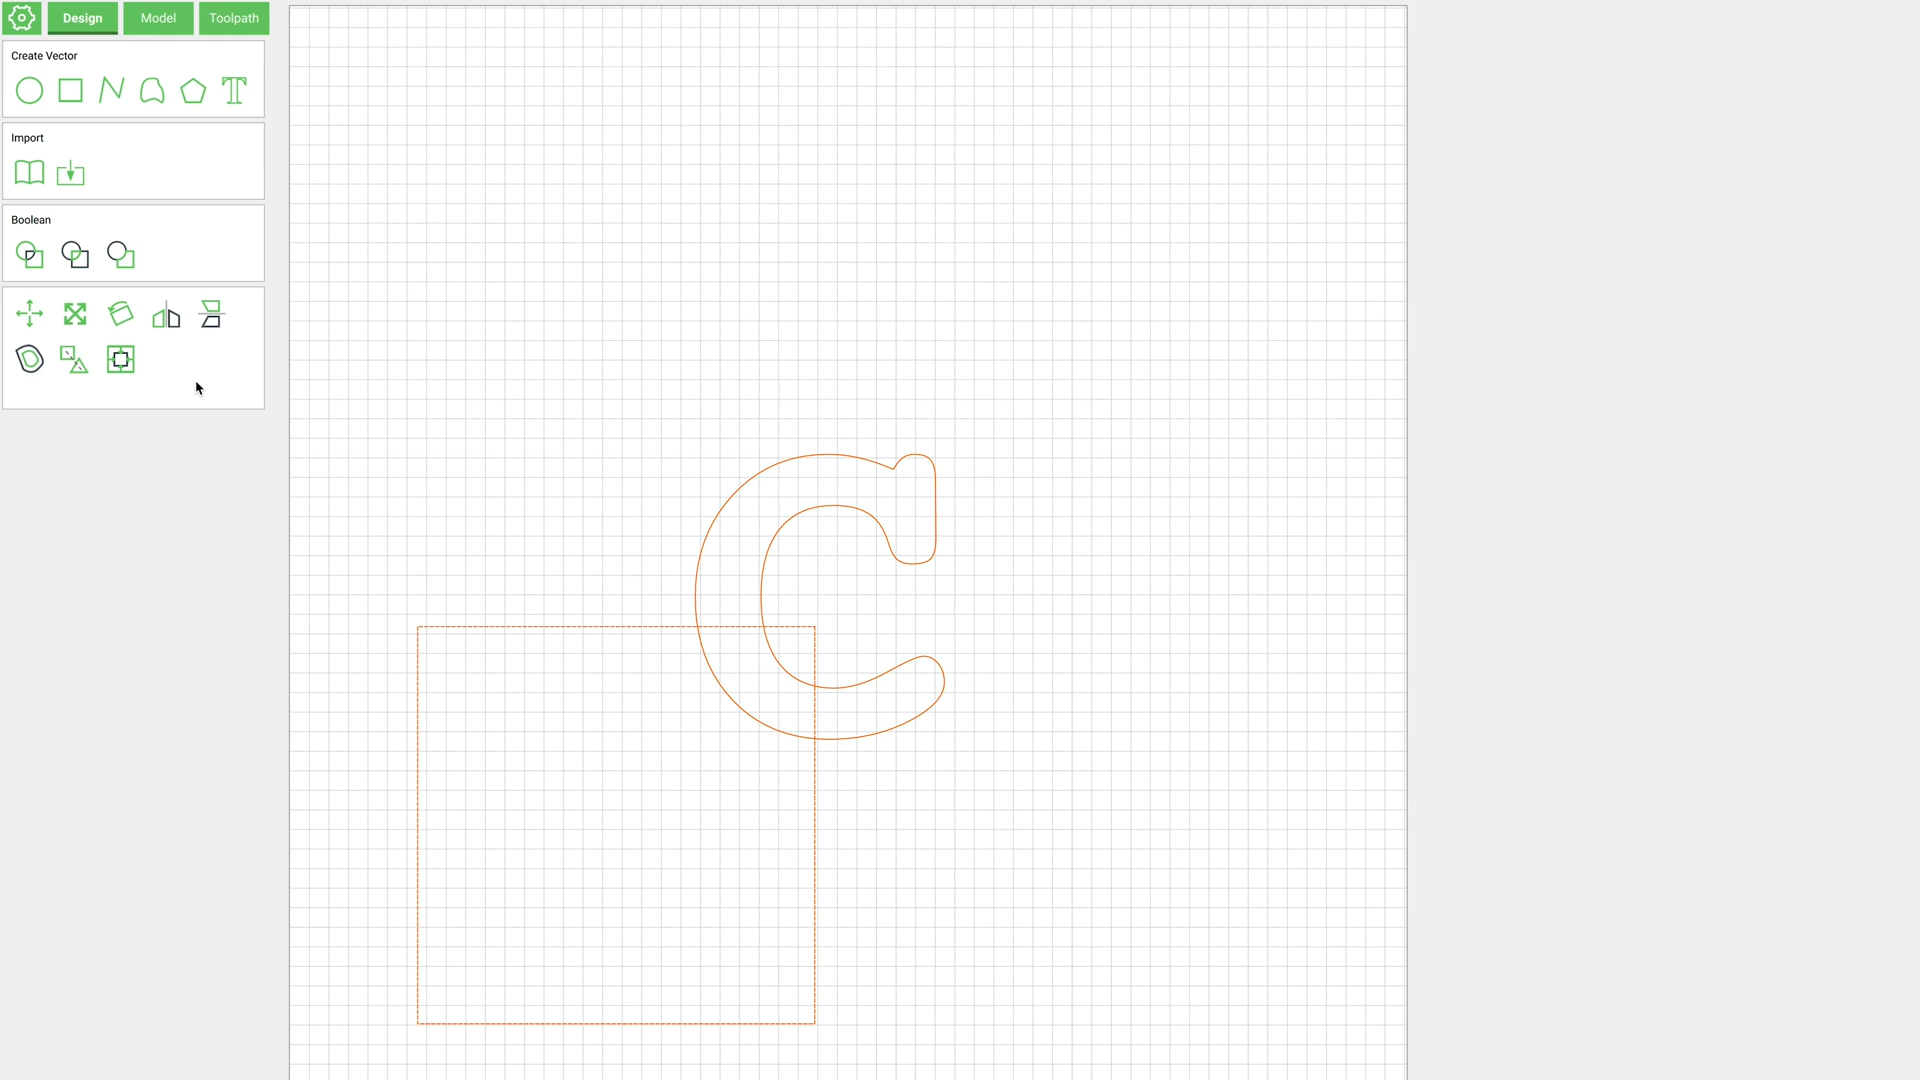 Design Model Toolpath
Create Vector
T
Import
Boolean
C